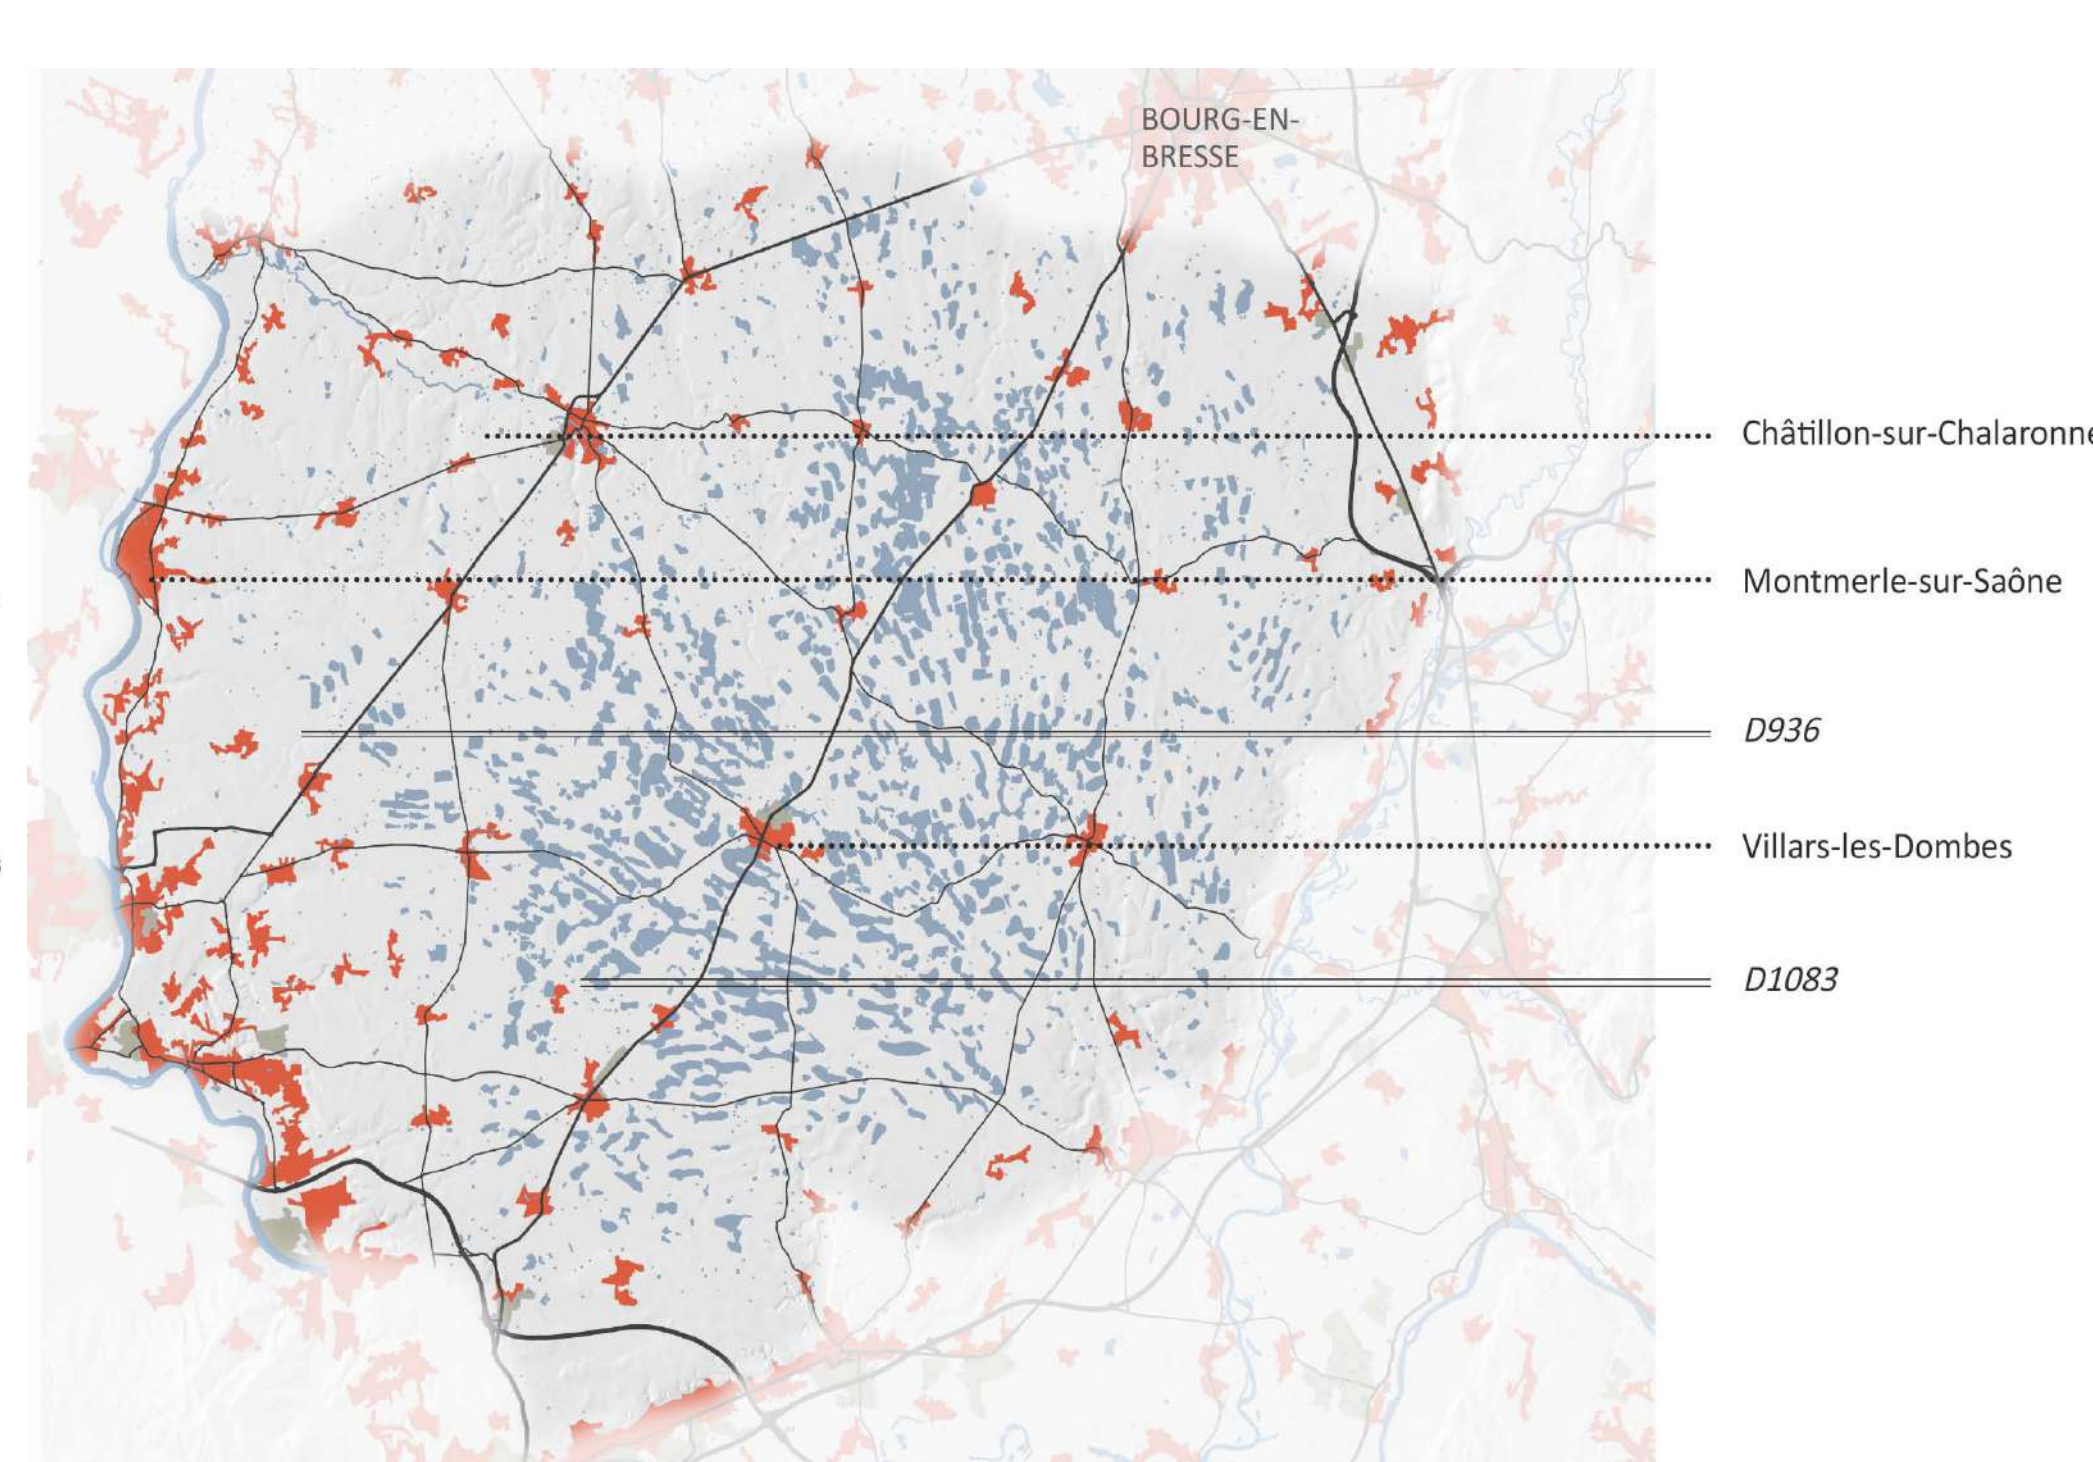 BOURG-EN-
BRESSE
Châtillon-sur-Chalaronne
Montmerle-sur-Saône
D936
Villars-les-Dombes
D1083